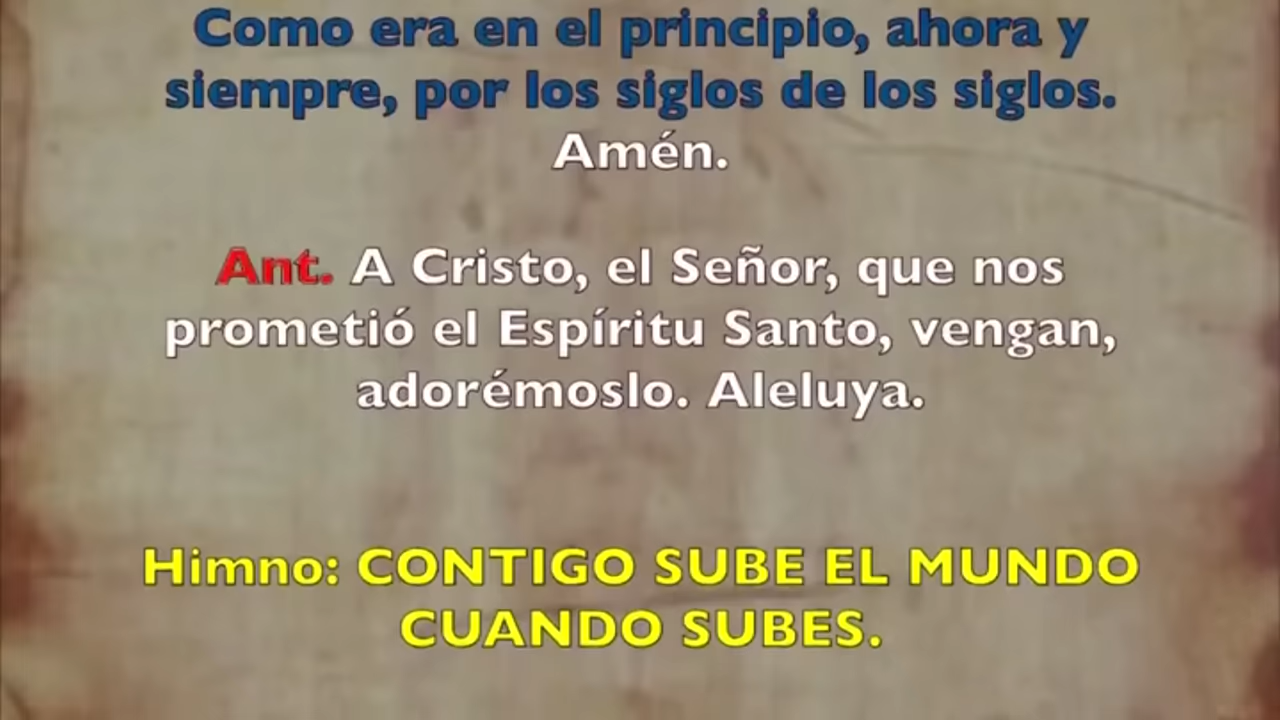 Como era en el principio, ahora y
siempre, por los siglos de los siglos.
Amén.
Ant. A Cristo, el Señor, que nos
prometió el Espíritu Santo, vengan,
adorémoslo. Aleluya.
Himno: CONTIGO SUBE EL MUNDO
CUANDO SUBES.